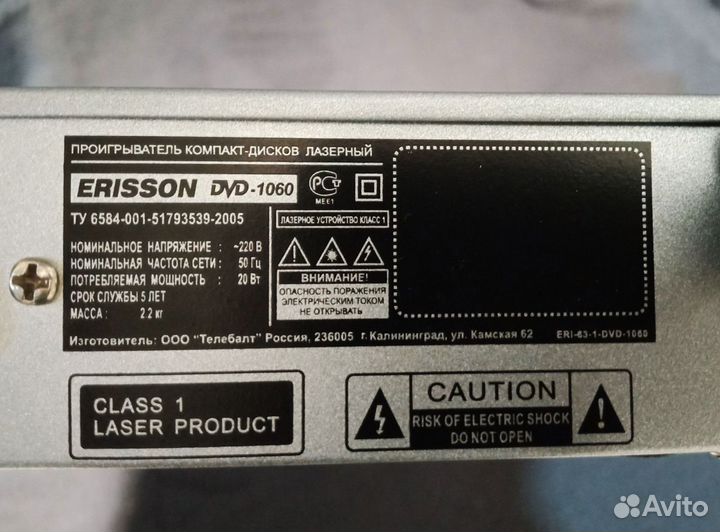 ПРОИГРЫВАТЕЛЬ КОМПАКТ-ДИСКОВ ЛАЗЕРНЫЙ
ERISSON DVD-1060
РСТ
МЕ61
ТУ 6584-001-51793539-2005
ЛАЗЕРНОЕ УСТРОЙСТВО КЛАСС 1
НОМИНАЛЬНОЕ НАПРЯЖЕНИЕ : ~220 В
НОМИНАЛЬНАЯ ЧАСТОТА СЕТИ : 50 Гц
ПОТРЕБЛЯЕМАЯ МОЩНОСТЬ : 20 Вт
СРОК СЛУЖБЫ 5 ЛЕТ
МАССА : 2.2 кг
ВНИМАНИЕ!
ОПАСНОСТЬ ПОРАЖЕНИЯ
ЭЛЕКТРИЧЕСКИМ ТОКОМ
НЕ ОТКРЫВАТЬ
Изготовитель: ООО "Телебалт" Россия, 236005 г. Калининград, ул. Камская 62
ERI-63-1-DVD-1060
CLASS 1
LASER PRODUCT
CAUTION
RISK OF ELECTRIC SHOCK
DO NOT OPEN
Avito